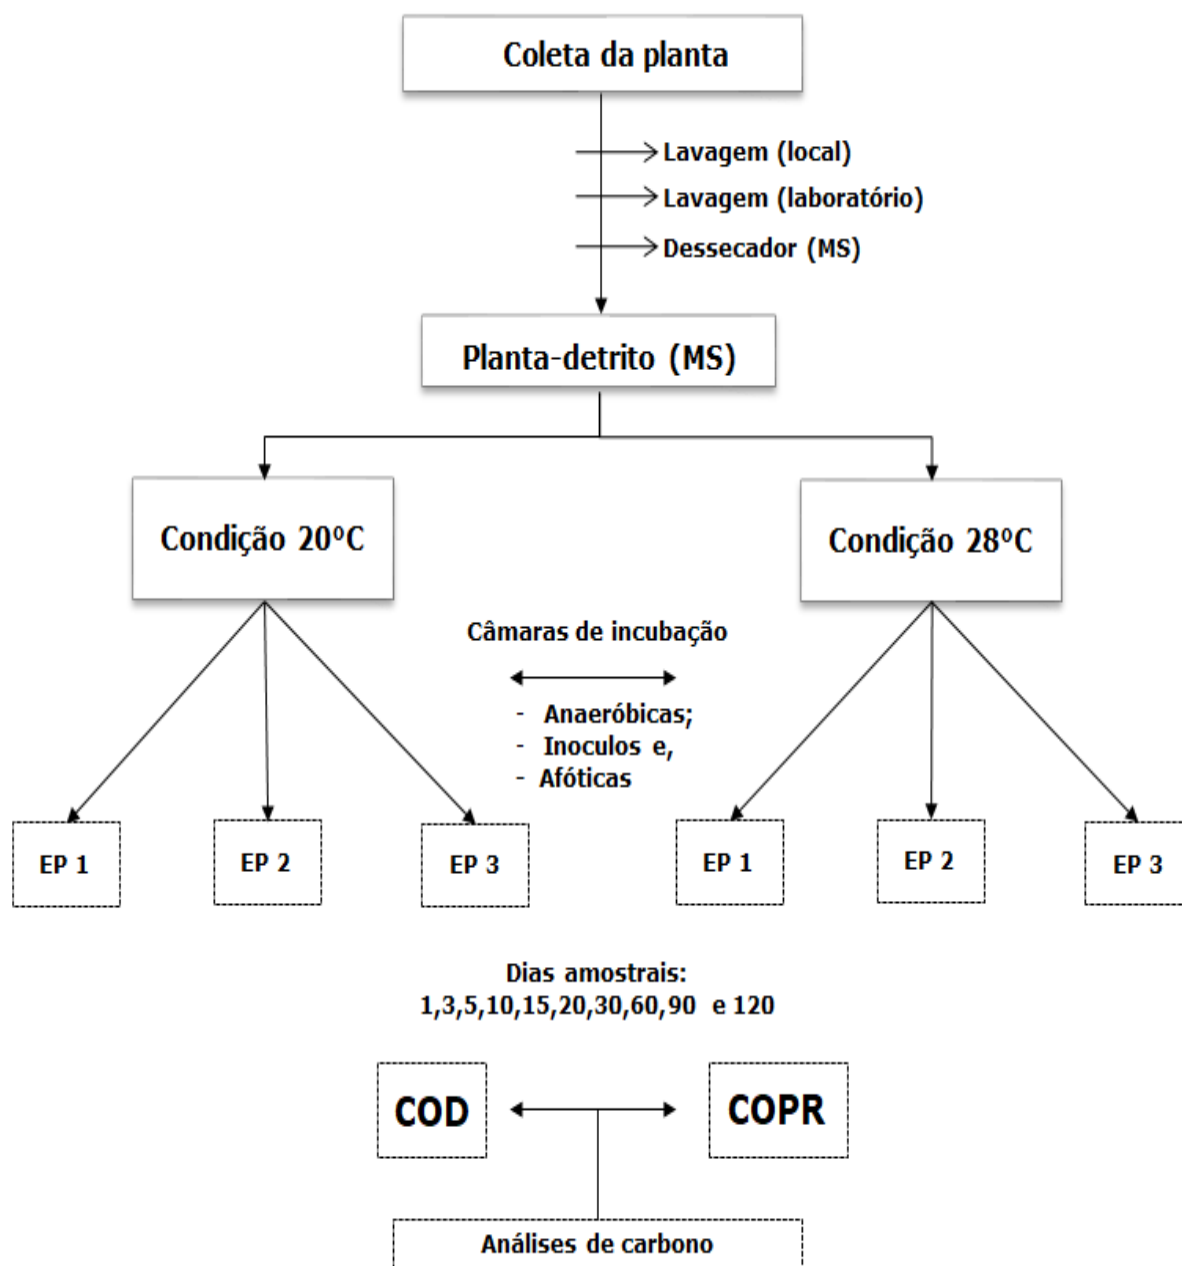 Coleta da planta
Lavagem (local)
Lavagem (laboratório)
Dessecador (MS)
Planta-detrito (MS)
Condição 20ºC
Condição 28ºC
Câmaras de incubação
- Anaeróbicas;
- Inoculos e,
- Afóticas
EP 1
EP 2
EP 3
EP 1
EP 2
EP 3
Dias amostrais:
1,3,5,10,15,20,30,60,90 e 120
COD
COPR
Análises de carbono